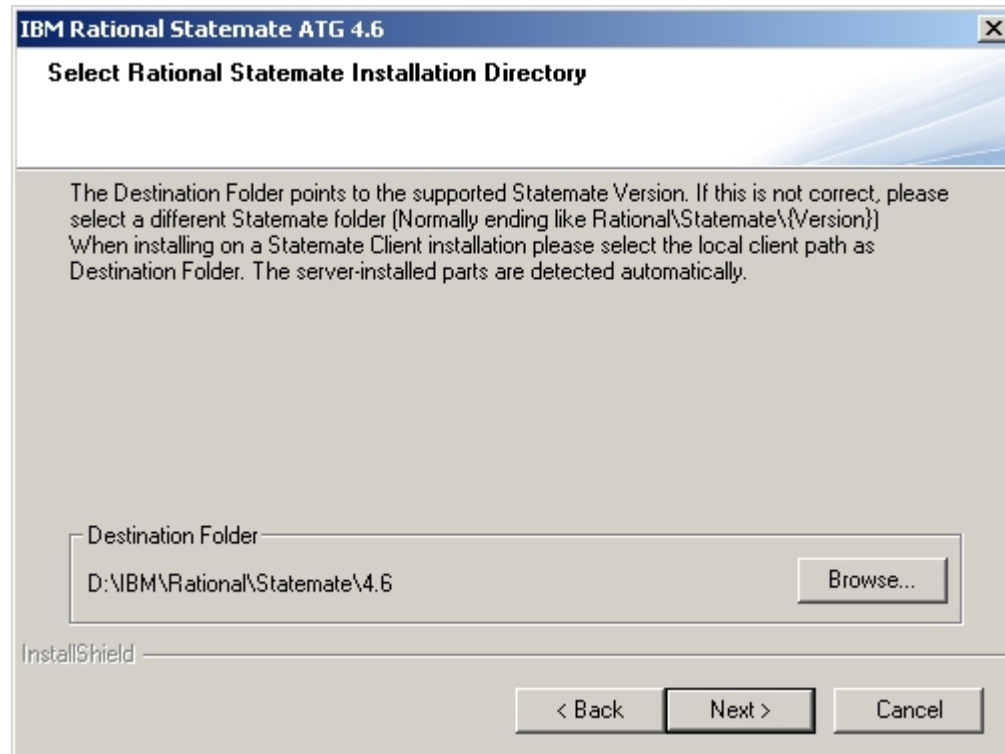 IBM Rational Statemate ATG 4.6
Select Rational Statemate Installation Directory
The Destination Folder points to the supported Statemate Version. If this is not correct, please
select a different Statemate folder (Normally ending like Rational\Statemate\{Version})
When installing on a Statemate Client installation please select the local client path as
Destination Folder. The server-installed parts are detected automatically.
Destination Folder
D:\IBM\Rational\Statemate\4.6
Browse...
InstallShield
< Back
Next >
Cancel